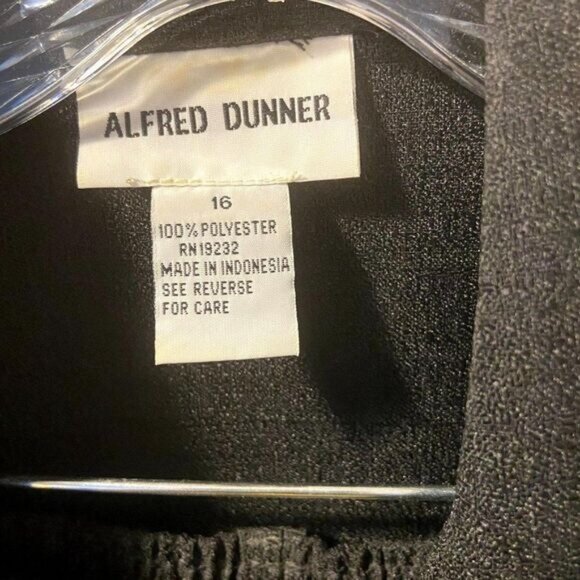 ALFRED DUNNER
16
100% POLYESTER
RN19232
MADE IN INDONESIA
SEE REVERSE
FOR CARE